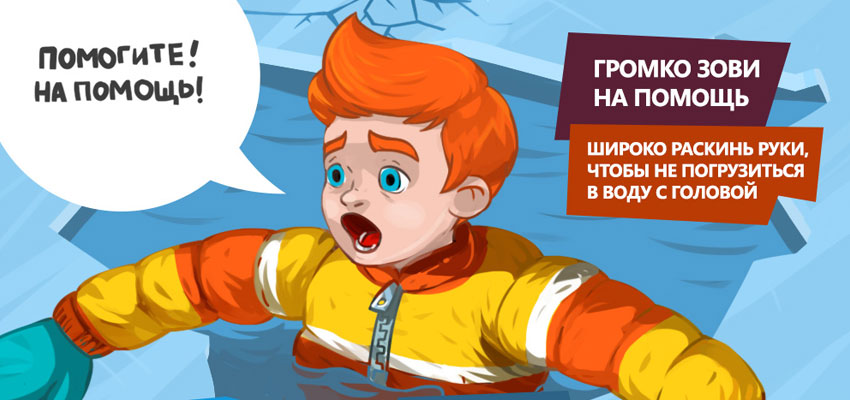 ПОМОГИТЕ!
НА ПОМОЩЬ!
ГРОМКО ЗОВИ
НА ПОМОЩЬ
ШИРОКО РАСКИНЬ РУКИ,
ЧТОБЫ НЕ ПОГРУЗИТЬСЯ
В ВОДУ С ГОЛОВОЙ